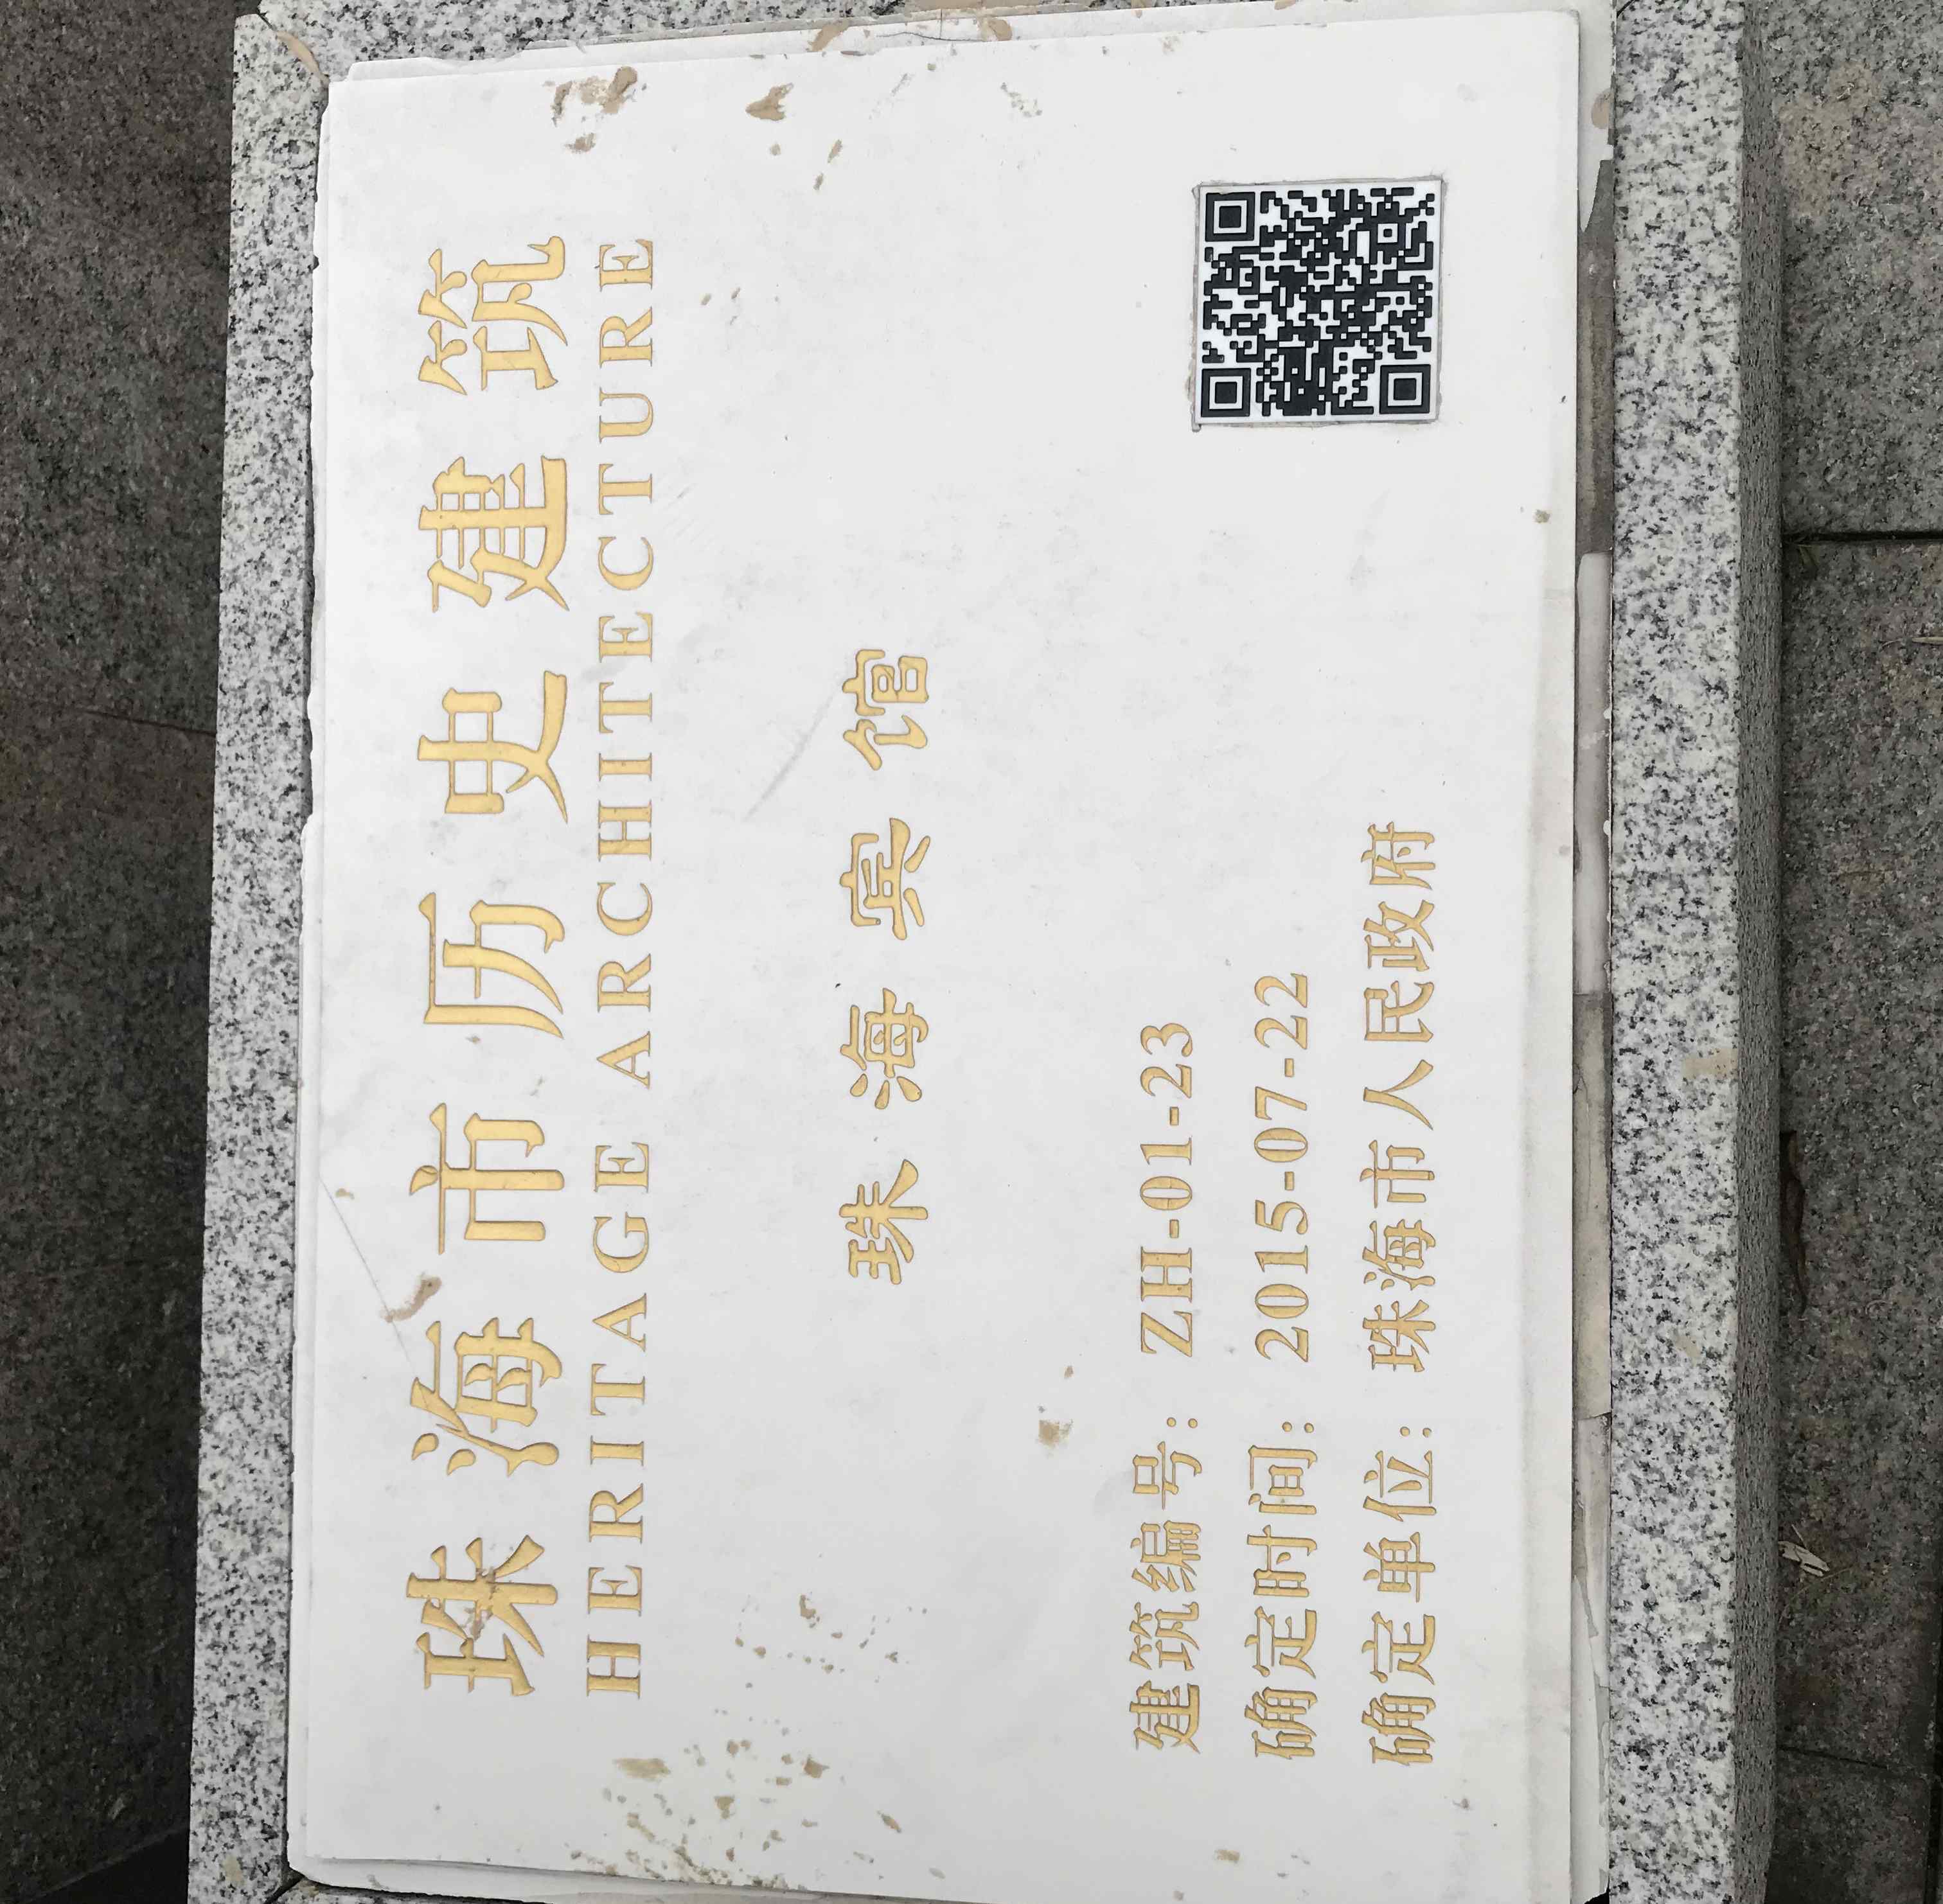 珠海市历史建筑
HERITAGE ARCHITECTURE
珠海宾馆
建筑编号：ZH-01-23
确定时间：2015-07-22
确定单位：珠海市人民政府